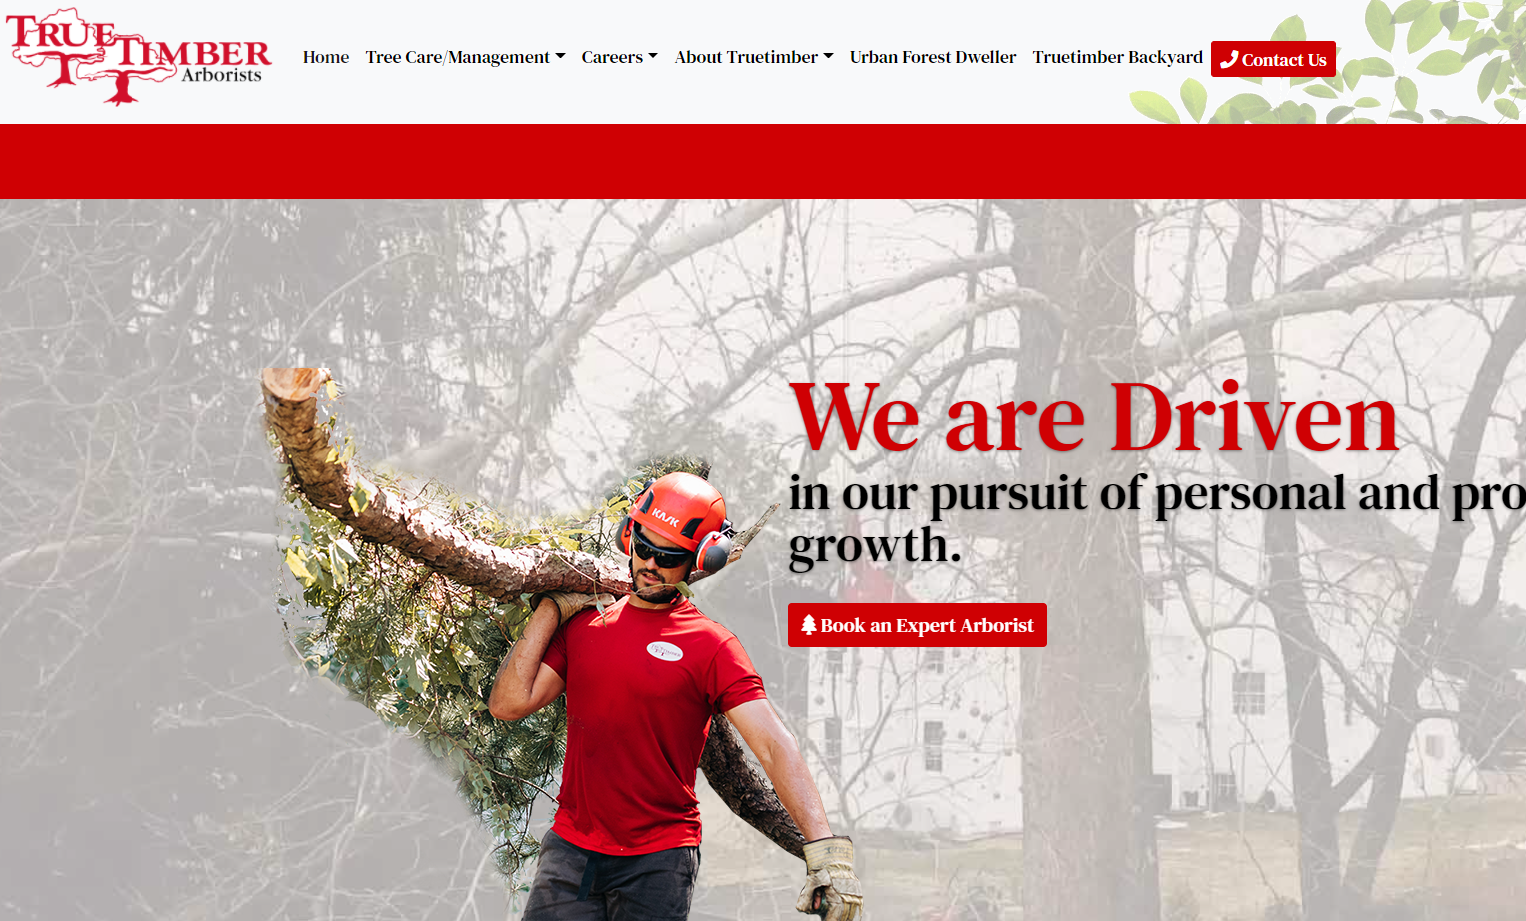 TRUE TIMBER
Arborists
Home
Tree Care/Management
Careers
About Truetimber
Urban Forest Dweller
Truetimber Backyard
Contact Us
We are Driven
in our pursuit of personal and pro
growth.
KASK
Book an Expert Arborist